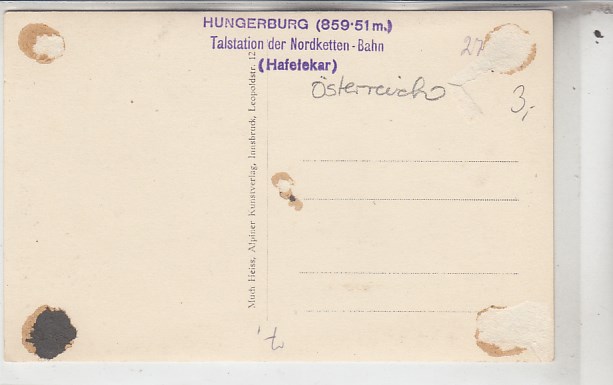 HUNGERBURG (859·51 m.)
Talstation der Nordketten-Bahn
(Hafelekar)
27
Österreich
3,-
Much Heiss, Alpiner Kunstverlag, Innsbruck, Leopoldstr. 12